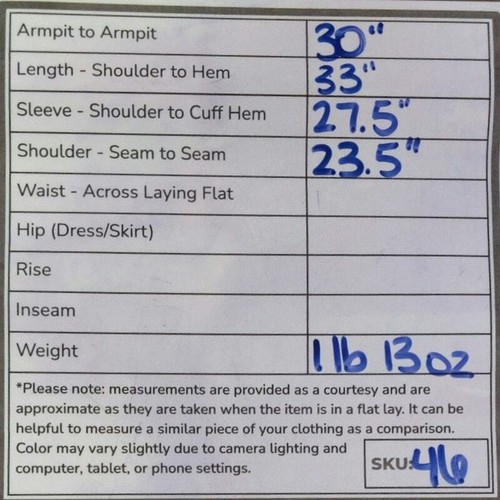 Armpit to Armpit 30"
Length - Shoulder to Hem 33"
Sleeve - Shoulder to Cuff Hem 27.5"
Shoulder - Seam to Seam 23.5"
Waist - Across Laying Flat
Hip (Dress/Skirt)
Rise
Inseam
Weight 1 lb 13 oz
*Please note: measurements are provided as a courtesy and are
approximate as they are taken when the item is in a flat lay. It can be
helpful to measure a similar piece of your clothing as a comparison.
Color may vary slightly due to camera lighting and
computer, tablet, or phone settings.
SKU: 46